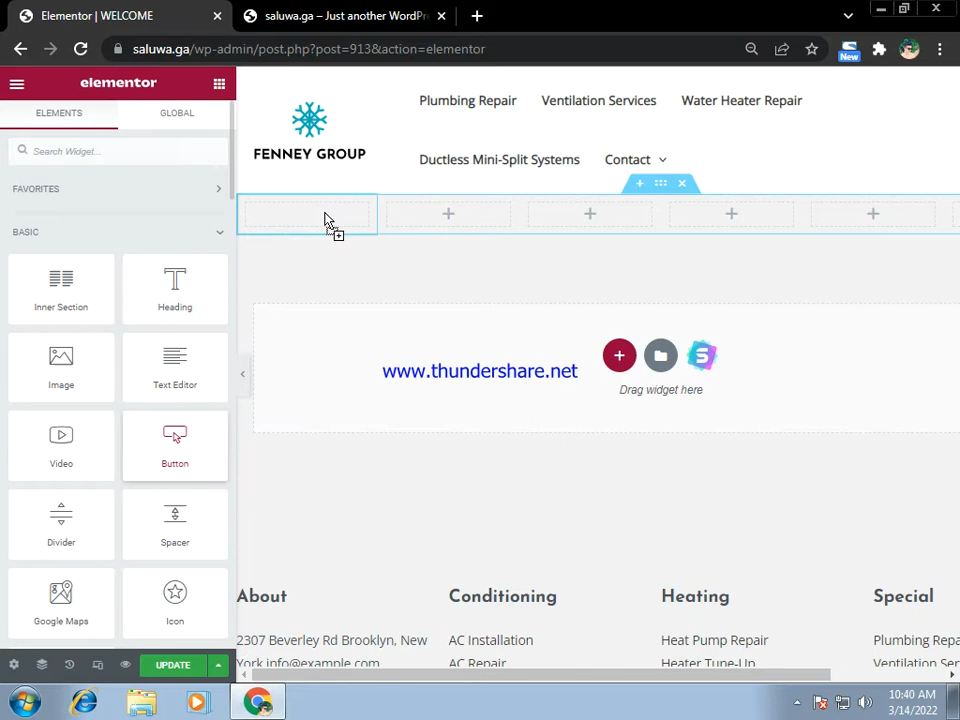 Elementor | WELCOME
saluwa.ga – Just another WordPr
saluwa.ga/wp-admin/post.php?post=913&action=elementor
New
elementor
ELEMENTS
GLOBAL
Search Widget...
FAVORITES
BASIC
Inner Section
Heading
Image
Text Editor
Video
Button
Divider
Spacer
Google Maps
Icon
UPDATE
FENNEY GROUP
Plumbing Repair
Ventilation Services
Water Heater Repair
Ductless Mini-Split Systems
Contact
www.thundershare.net
S
Drag widget here
About
Conditioning
Heating
Special
2307 Beverley Rd Brooklyn, New
AC Installation
Heat Pump Repair
Plumbing Repa
York info@example.com
AC Repair
Heater Tune-Up
Ventilation Serv
10:40 AM
3/14/2022